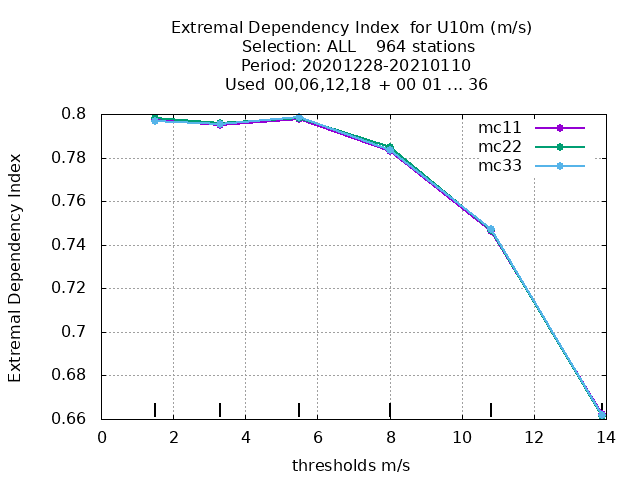 Extremal Dependency Index  for U10m (m/s)
Selection: ALL    964 stations
Period: 20201228-20210110
Used  00,06,12,18  + 00 01 ... 36
Extremal Dependency Index
0.8
0.78
0.76
0.74
0.72
0.7
0.68
0.66
mc11
mc22
mc33
0 2 4 6 8 10 12 14
thresholds m/s